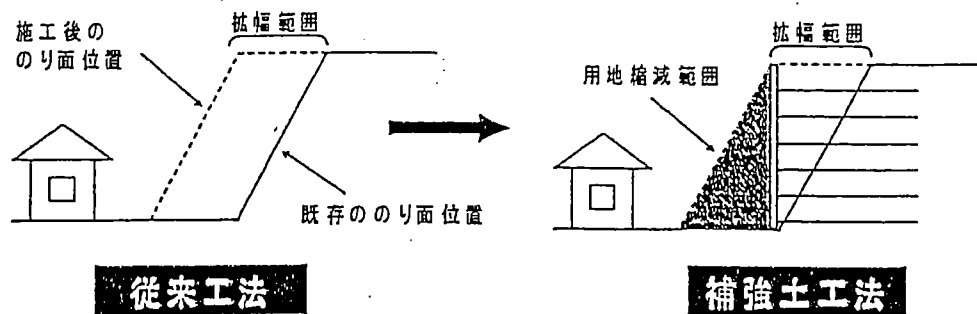 施工後の
のり面位置
拡幅範囲
既存ののり面位置
従来工法
拡幅範囲
用地縮減範囲
補強土工法